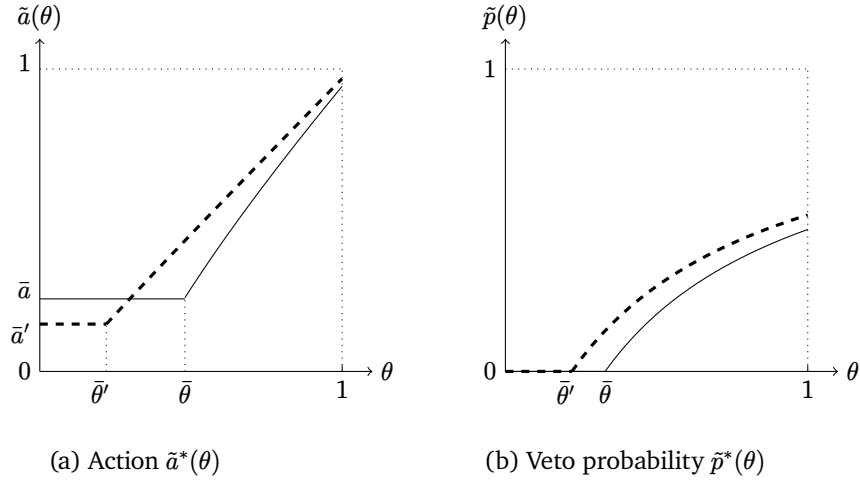 ã(θ)
1
ā
ā′
0
θ̄′
θ̄
1
θ
(a) Action ã*(θ)
p̃(θ)
1
0
θ̄′
θ̄
1
θ
(b) Veto probability p̃*(θ)